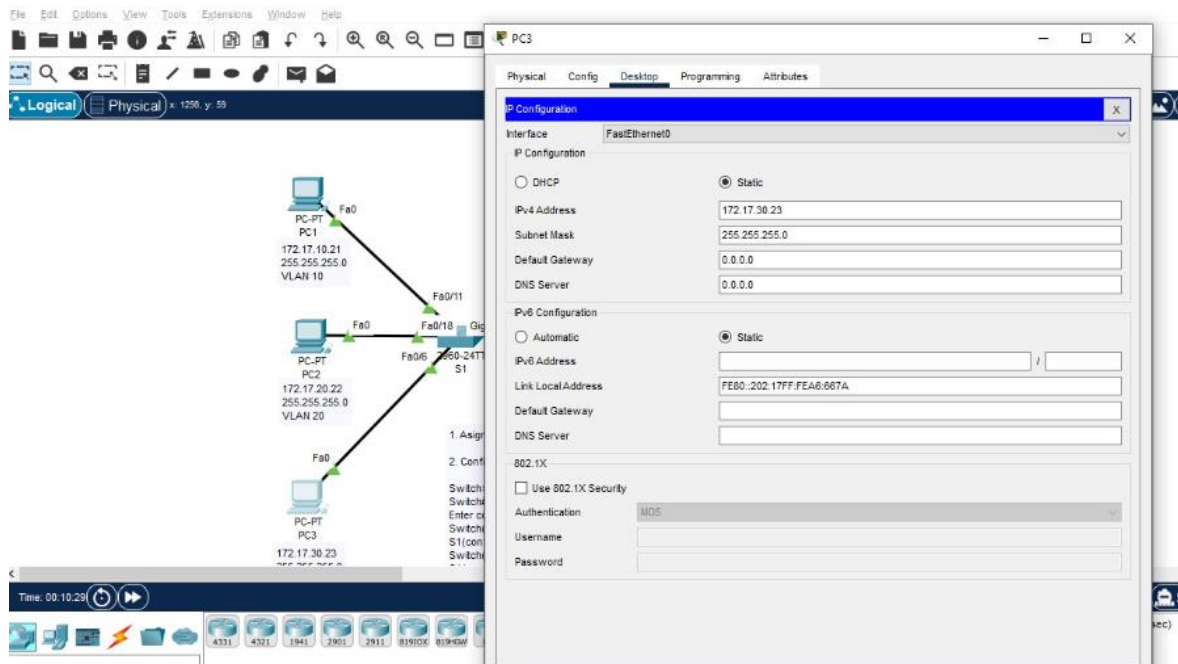 File Edit Options View Tools Extensions Window Help
Logical Physical x: 1256, y: 59
Fa0
PC-PT
PC1
172.17.10.21
255.255.255.0
VLAN 10
Fa0/11
Fa0
Fa0/18 Gig
PC-PT
PC2
172.17.20.22
255.255.255.0
VLAN 20
Fa0/6 2960-24TT
S1
Fa0
PC-PT
PC3
172.17.30.23
1. Asign
2. Conf
Switch
Switch
Enter co
Switch
S1(con
Switch
Time: 00:10:29
4331 4321 1941 2901 2911 819IOX 819HGW
PC3
Physical Config Desktop Programming Attributes
IP Configuration X
Interface FastEthernet0
IP Configuration
DHCP Static
IPv4 Address 172.17.30.23
Subnet Mask 255.255.255.0
Default Gateway 0.0.0.0
DNS Server 0.0.0.0
IPv6 Configuration
Automatic Static
IPv6 Address /
Link Local Address FE80::202:17FF:FEA6:667A
Default Gateway
DNS Server
802.1X
Use 802.1X Security
Authentication MD5
Username
Password
sec)